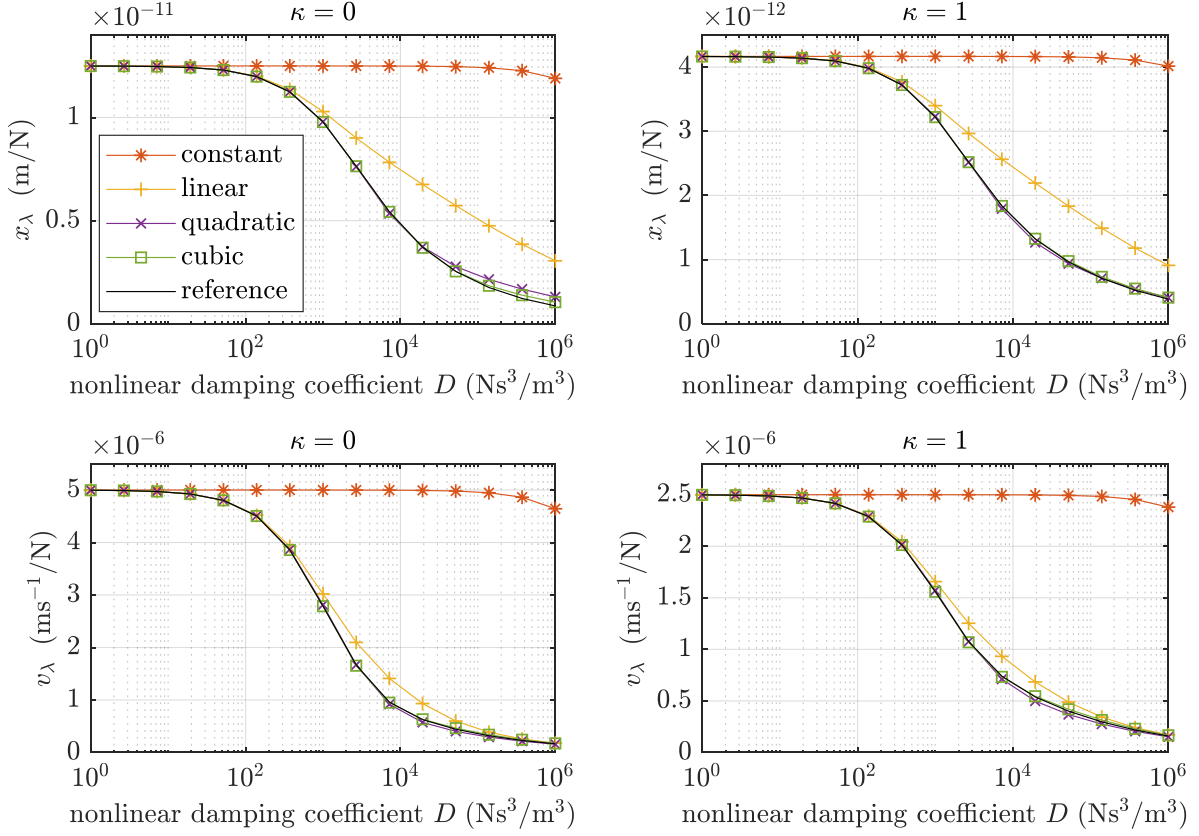 ×10⁻¹¹
κ = 0
1
0.5
0
x_λ (m/N)
constant
linear
quadratic
cubic
reference
10⁰ 10² 10⁴ 10⁶
nonlinear damping coefficient D (Ns³/m³)
×10⁻¹²
κ = 1
4
3
2
1
0
x_λ (m/N)
10⁰ 10² 10⁴ 10⁶
nonlinear damping coefficient D (Ns³/m³)
×10⁻⁶
κ = 0
5
4
3
2
1
0
v_λ (ms⁻¹/N)
10⁰ 10² 10⁴ 10⁶
nonlinear damping coefficient D (Ns³/m³)
×10⁻⁶
κ = 1
2.5
2
1.5
1
0.5
0
v_λ (ms⁻¹/N)
10⁰ 10² 10⁴ 10⁶
nonlinear damping coefficient D (Ns³/m³)